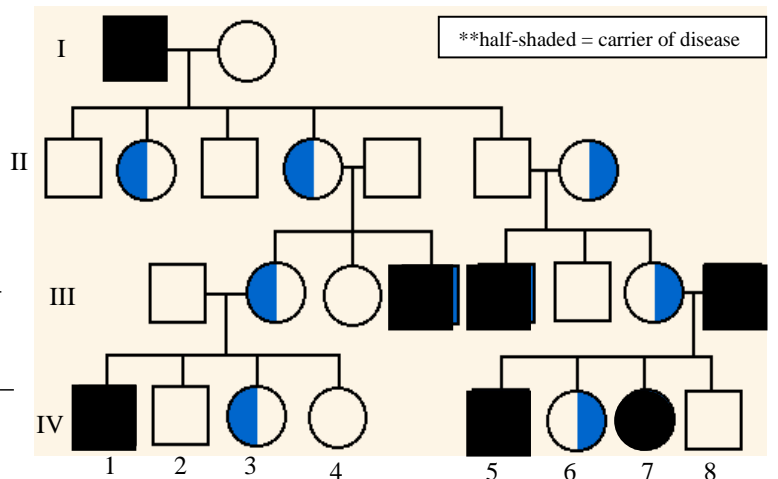 I
**half-shaded = carrier of disease
II
III
IV
1 2 3 4 5 6 7 8